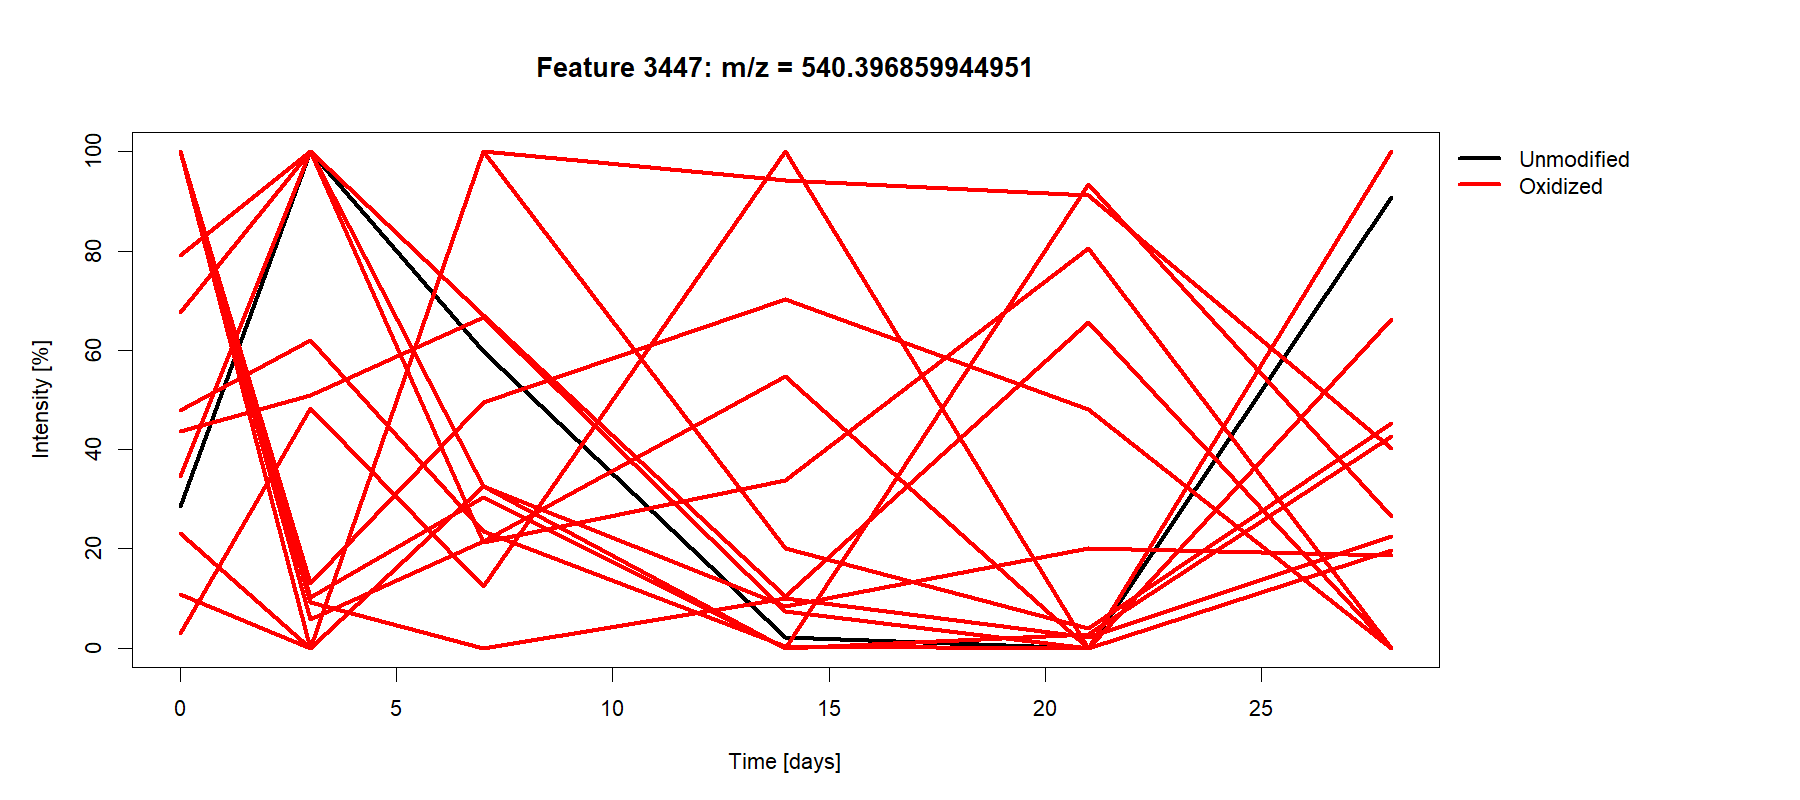 Feature 3447: m/z = 540.396859944951
Unmodified
Oxidized
Intensity [%]
100
80
60
40
20
0
0 5 10 15 20 25
Time [days]